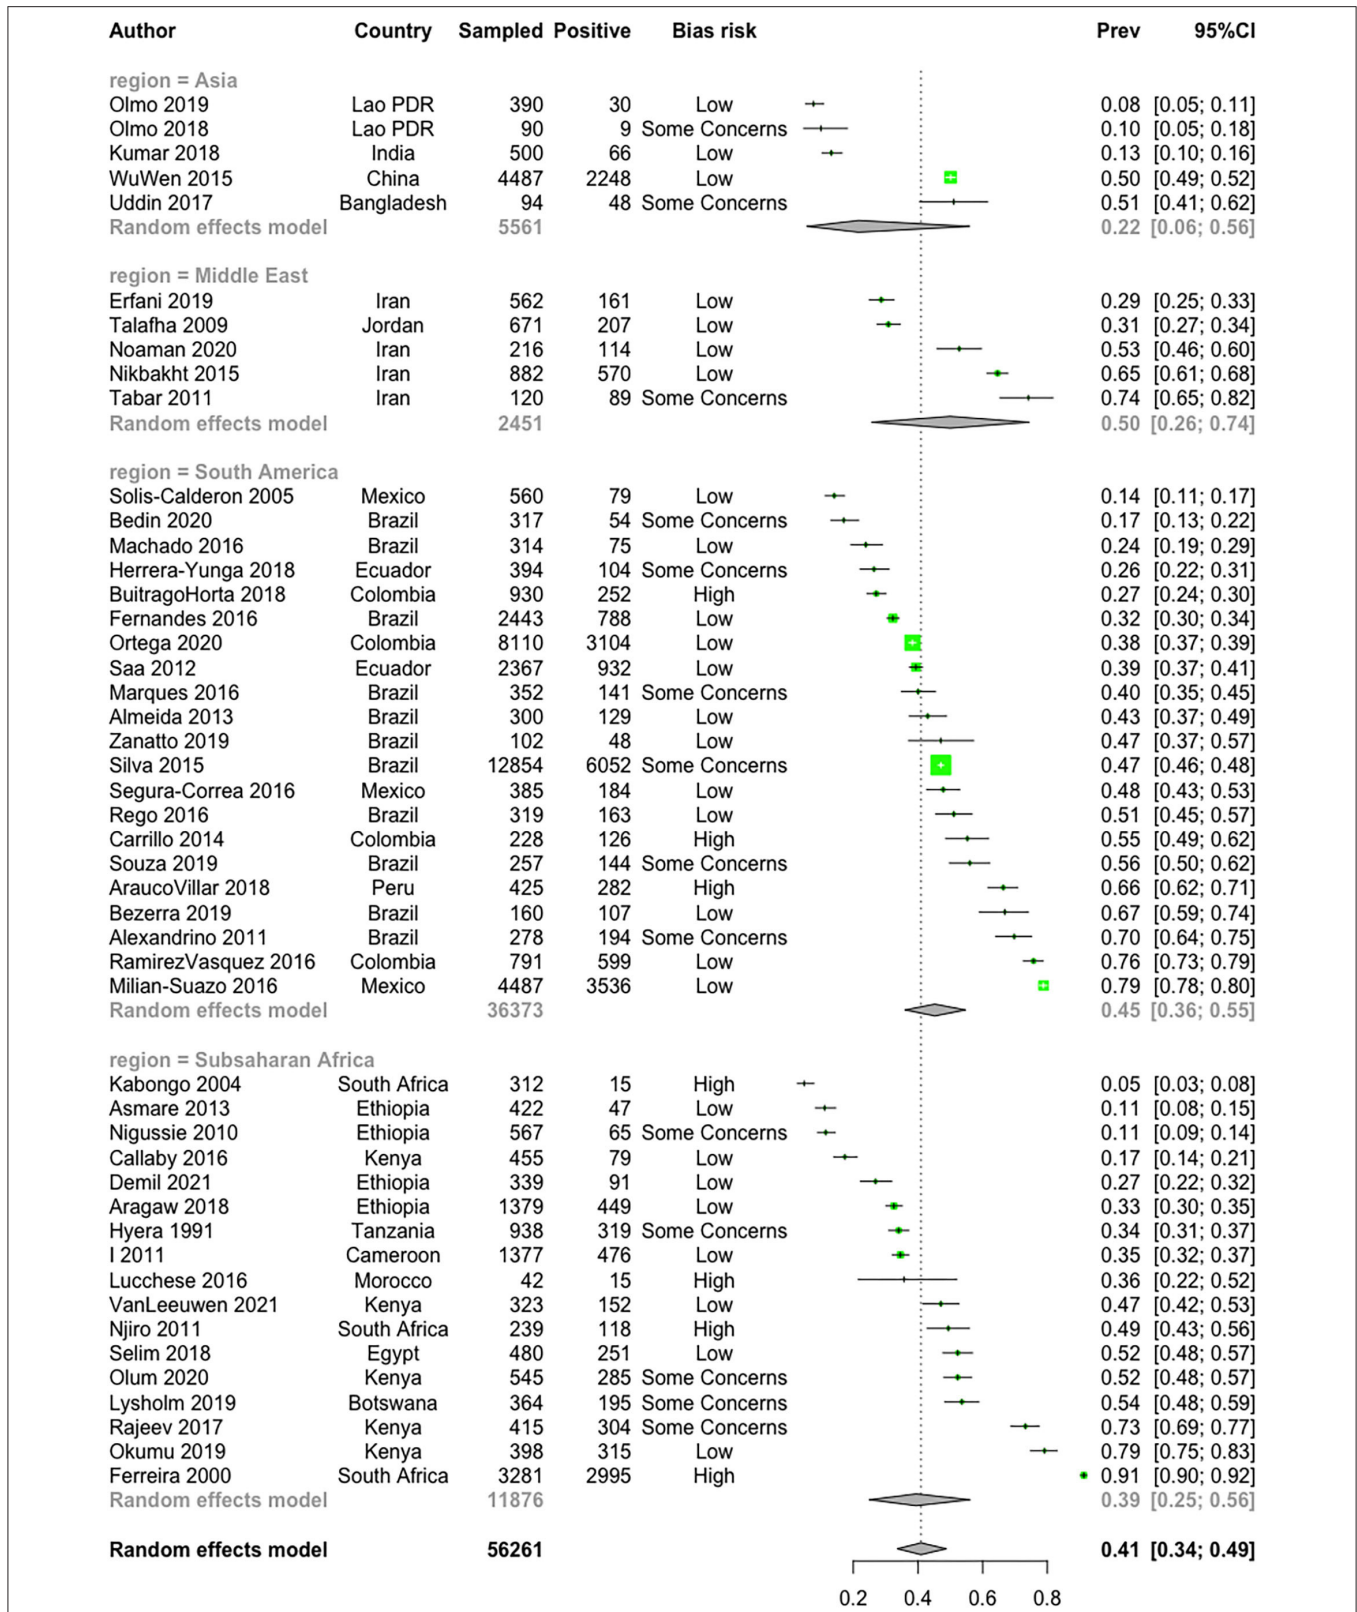 Author Country Sampled Positive Bias risk Prev 95%CI
region = Asia
Olmo 2019 Lao PDR 390 30 Low 0.08 [0.05; 0.11]
Olmo 2018 Lao PDR 90 9 Some Concerns 0.10 [0.05; 0.18]
Kumar 2018 India 500 66 Low 0.13 [0.10; 0.16]
WuWen 2015 China 4487 2248 Low 0.50 [0.49; 0.52]
Uddin 2017 Bangladesh 94 48 Some Concerns 0.51 [0.41; 0.62]
Random effects model 5561 0.22 [0.06; 0.56]
region = Middle East
Erfani 2019 Iran 562 161 Low 0.29 [0.25; 0.33]
Talafha 2009 Jordan 671 207 Low 0.31 [0.27; 0.34]
Noaman 2020 Iran 216 114 Low 0.53 [0.46; 0.60]
Nikbakht 2015 Iran 882 570 Low 0.65 [0.61; 0.68]
Tabar 2011 Iran 120 89 Some Concerns 0.74 [0.65; 0.82]
Random effects model 2451 0.50 [0.26; 0.74]
region = South America
Solis-Calderon 2005 Mexico 560 79 Low 0.14 [0.11; 0.17]
Bedin 2020 Brazil 317 54 Some Concerns 0.17 [0.13; 0.22]
Machado 2016 Brazil 314 75 Low 0.24 [0.19; 0.29]
Herrera-Yunga 2018 Ecuador 394 104 Some Concerns 0.26 [0.22; 0.31]
BuitragoHorta 2018 Colombia 930 252 High 0.27 [0.24; 0.30]
Fernandes 2016 Brazil 2443 788 Low 0.32 [0.30; 0.34]
Ortega 2020 Colombia 8110 3104 Low 0.38 [0.37; 0.39]
Saa 2012 Ecuador 2367 932 Low 0.39 [0.37; 0.41]
Marques 2016 Brazil 352 141 Some Concerns 0.40 [0.35; 0.45]
Almeida 2013 Brazil 300 129 Low 0.43 [0.37; 0.49]
Zanatto 2019 Brazil 102 48 Low 0.47 [0.37; 0.57]
Silva 2015 Brazil 12854 6052 Some Concerns 0.47 [0.46; 0.48]
Segura-Correa 2016 Mexico 385 184 Low 0.48 [0.43; 0.53]
Rego 2016 Brazil 319 163 Low 0.51 [0.45; 0.57]
Carrillo 2014 Colombia 228 126 High 0.55 [0.49; 0.62]
Souza 2019 Brazil 257 144 Some Concerns 0.56 [0.50; 0.62]
AraucoVillar 2018 Peru 425 282 High 0.66 [0.62; 0.71]
Bezerra 2019 Brazil 160 107 Low 0.67 [0.59; 0.74]
Alexandrino 2011 Brazil 278 194 Some Concerns 0.70 [0.64; 0.75]
RamirezVasquez 2016 Colombia 791 599 Low 0.76 [0.73; 0.79]
Milian-Suazo 2016 Mexico 4487 3536 Low 0.79 [0.78; 0.80]
Random effects model 36373 0.45 [0.36; 0.55]
region = Subsaharan Africa
Kabongo 2004 South Africa 312 15 High 0.05 [0.03; 0.08]
Asmare 2013 Ethiopia 422 47 Low 0.11 [0.08; 0.15]
Nigussie 2010 Ethiopia 567 65 Some Concerns 0.11 [0.09; 0.14]
Callaby 2016 Kenya 455 79 Low 0.17 [0.14; 0.21]
Demil 2021 Ethiopia 339 91 Low 0.27 [0.22; 0.32]
Aragaw 2018 Ethiopia 1379 449 Low 0.33 [0.30; 0.35]
Hyera 1991 Tanzania 938 319 Some Concerns 0.34 [0.31; 0.37]
I 2011 Cameroon 1377 476 Low 0.35 [0.32; 0.37]
Lucchese 2016 Morocco 42 15 High 0.36 [0.22; 0.52]
VanLeeuwen 2021 Kenya 323 152 Low 0.47 [0.42; 0.53]
Njiro 2011 South Africa 239 118 High 0.49 [0.43; 0.56]
Selim 2018 Egypt 480 251 Low 0.52 [0.48; 0.57]
Olum 2020 Kenya 545 285 Some Concerns 0.52 [0.48; 0.57]
Lysholm 2019 Botswana 364 195 Some Concerns 0.54 [0.48; 0.59]
Rajeev 2017 Kenya 415 304 Some Concerns 0.73 [0.69; 0.77]
Okumu 2019 Kenya 398 315 Low 0.79 [0.75; 0.83]
Ferreira 2000 South Africa 3281 2995 High 0.91 [0.90; 0.92]
Random effects model 11876 0.39 [0.25; 0.56]
Random effects model 56261 0.41 [0.34; 0.49]
0.2 0.4 0.6 0.8